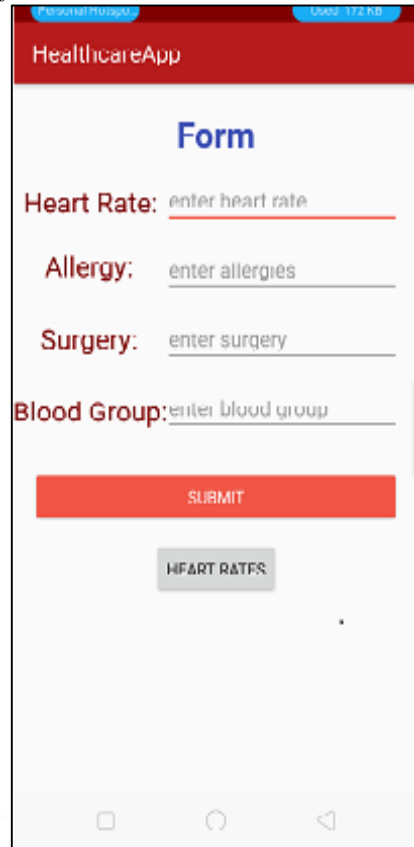 Personal Hotspo... Used 172 KB
HealthcareApp
Form
Heart Rate: enter heart rate
Allergy: enter allergies
Surgery: enter surgery
Blood Group: enter blood group
SUBMIT
HEART RATES